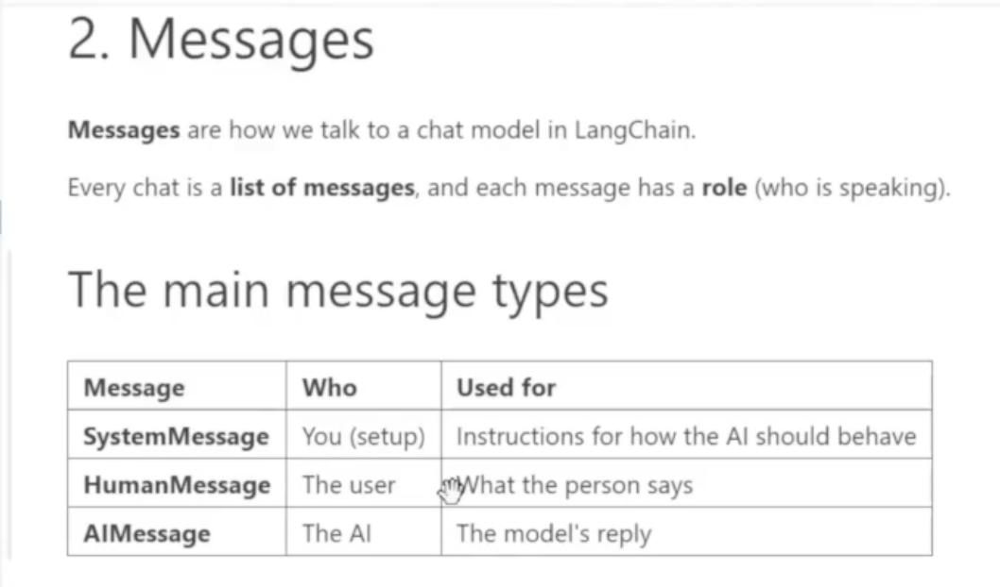 2. Messages
Messages are how we talk to a chat model in LangChain.
Every chat is a list of messages, and each message has a role (who is speaking).
The main message types
Message Who Used for
SystemMessage You (setup) Instructions for how the AI should behave
HumanMessage The user What the person says
AIMessage The AI The model's reply